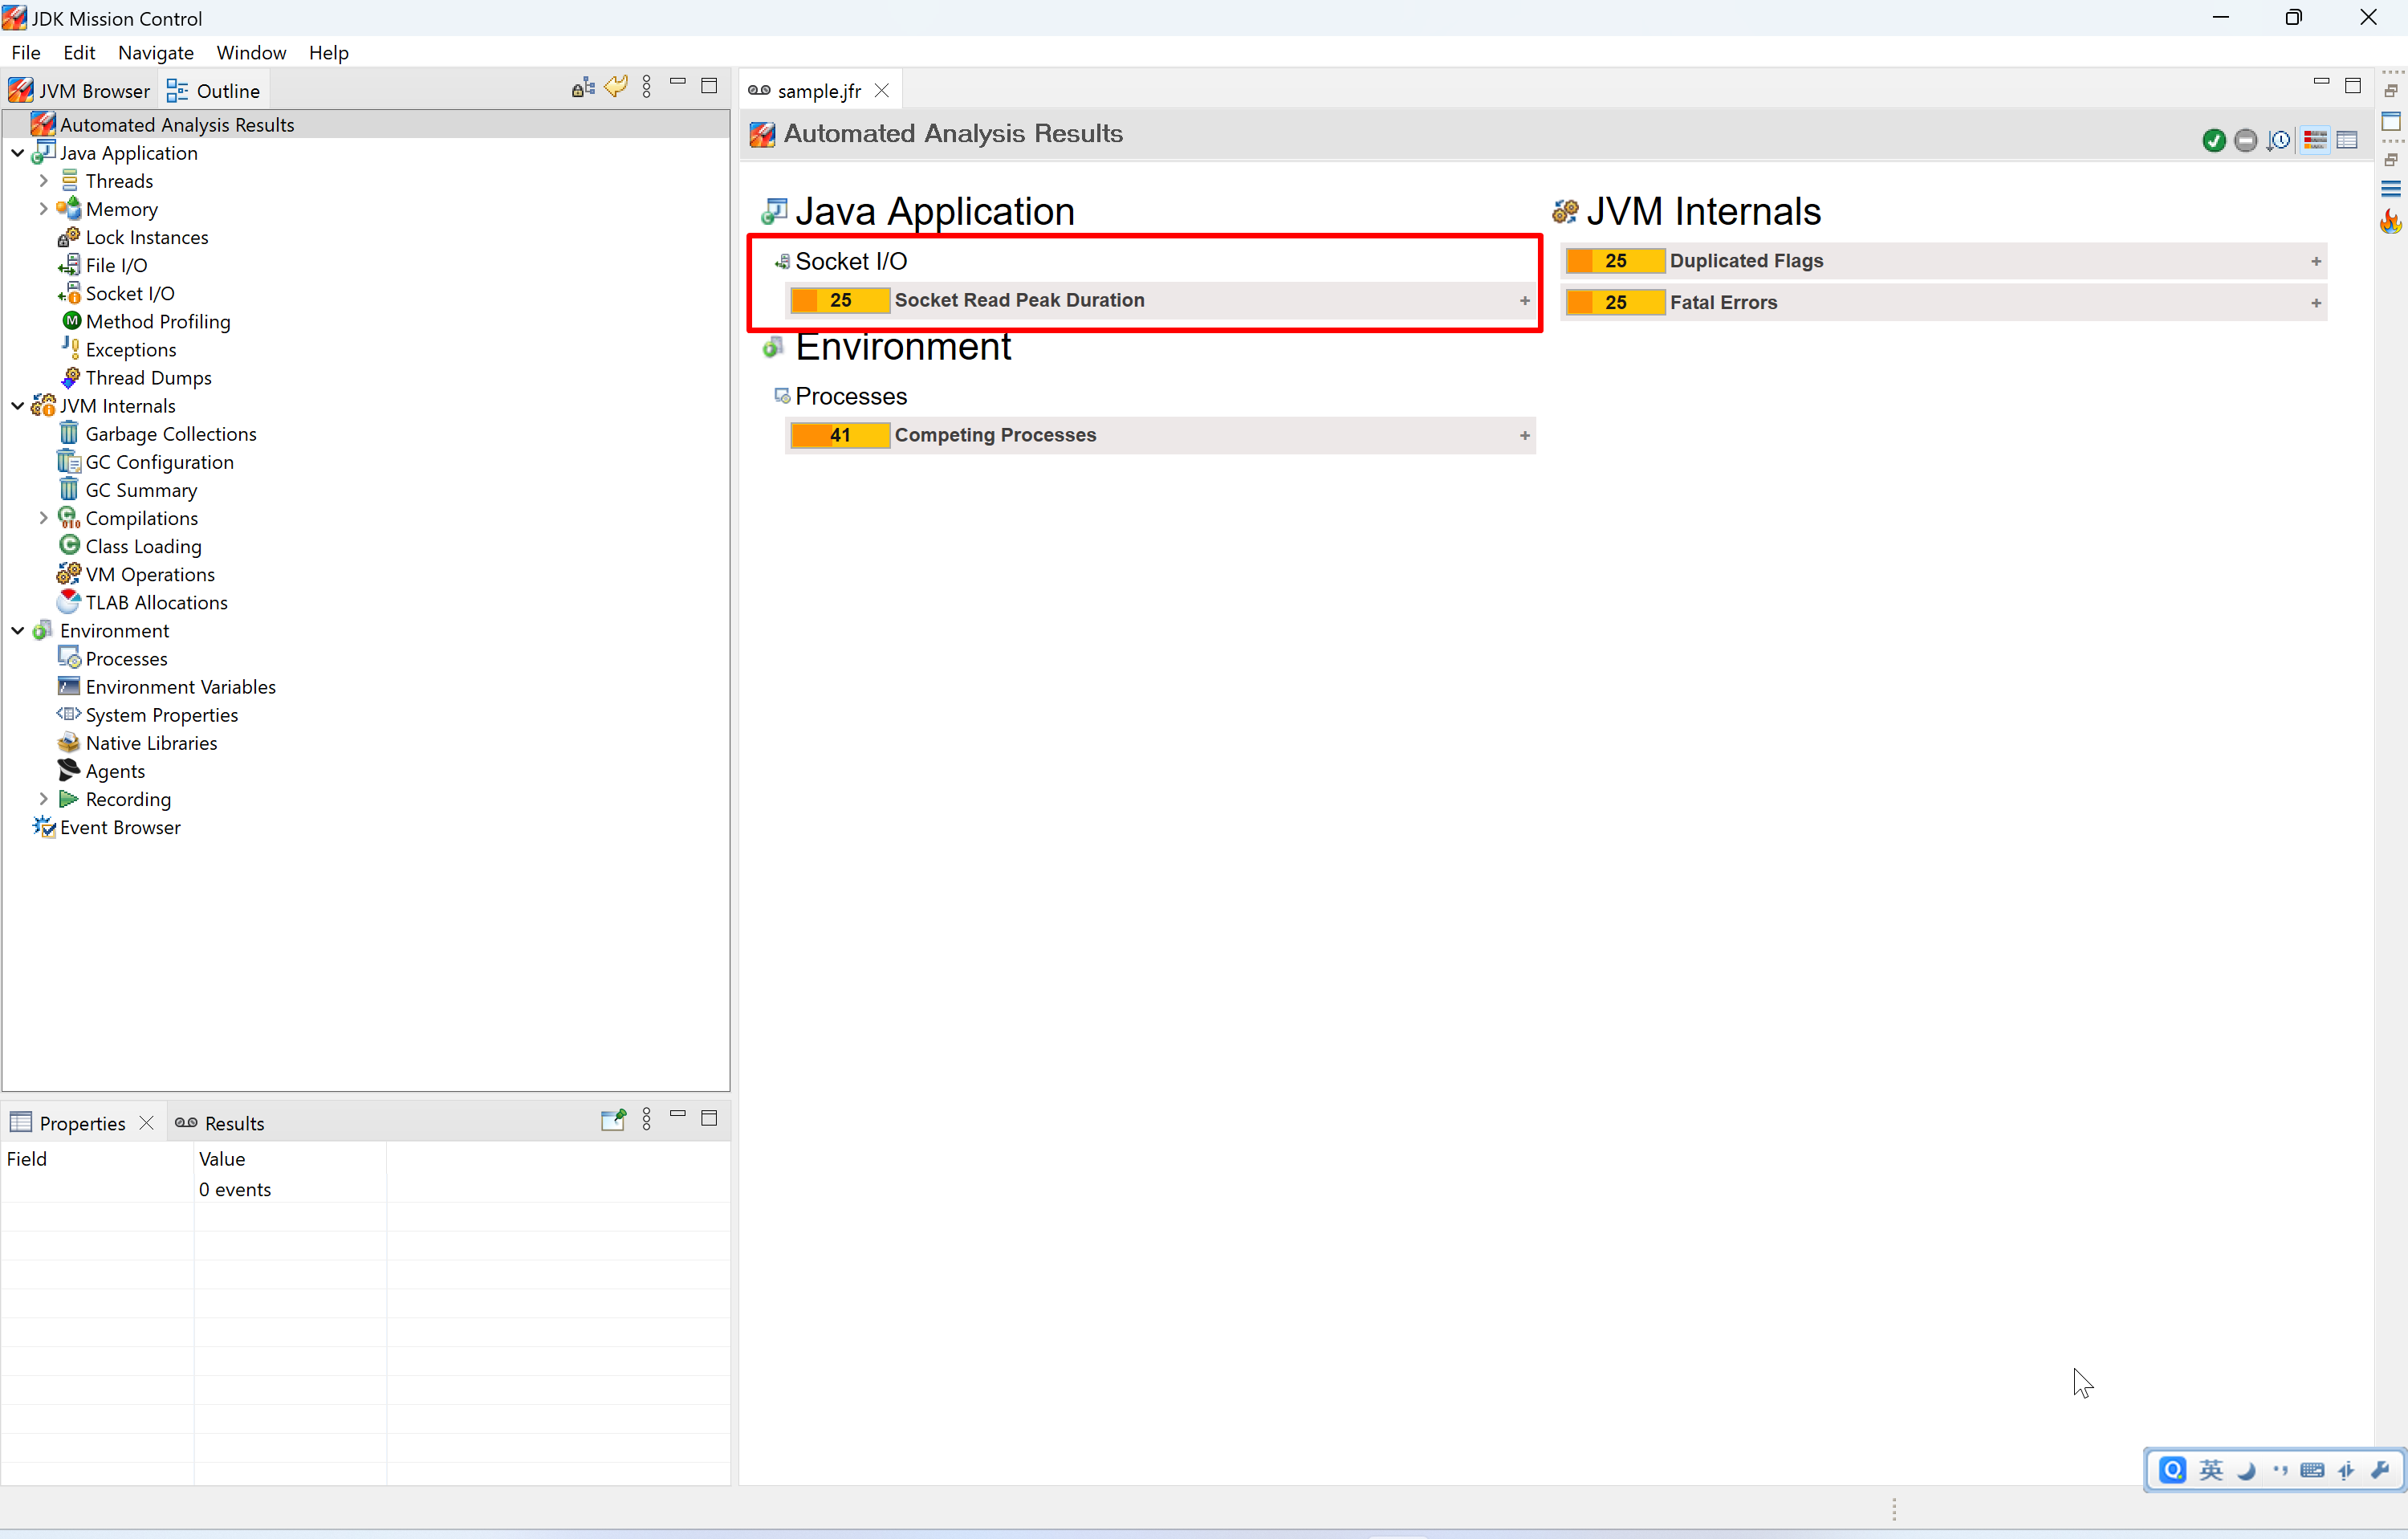 JDK Mission Control
File Edit Navigate Window Help
JVM Browser Outline
Automated Analysis Results
Java Application
Threads
Memory
Lock Instances
File I/O
Socket I/O
Method Profiling
Exceptions
Thread Dumps
JVM Internals
Garbage Collections
GC Configuration
GC Summary
Compilations
Class Loading
VM Operations
TLAB Allocations
Environment
Processes
Environment Variables
System Properties
Native Libraries
Agents
Recording
Event Browser
Properties Results
Field Value
0 events
sample.jfr
Automated Analysis Results
Java Application
Socket I/O
25 Socket Read Peak Duration +
Environment
Processes
41 Competing Processes +
JVM Internals
25 Duplicated Flags +
25 Fatal Errors +
英